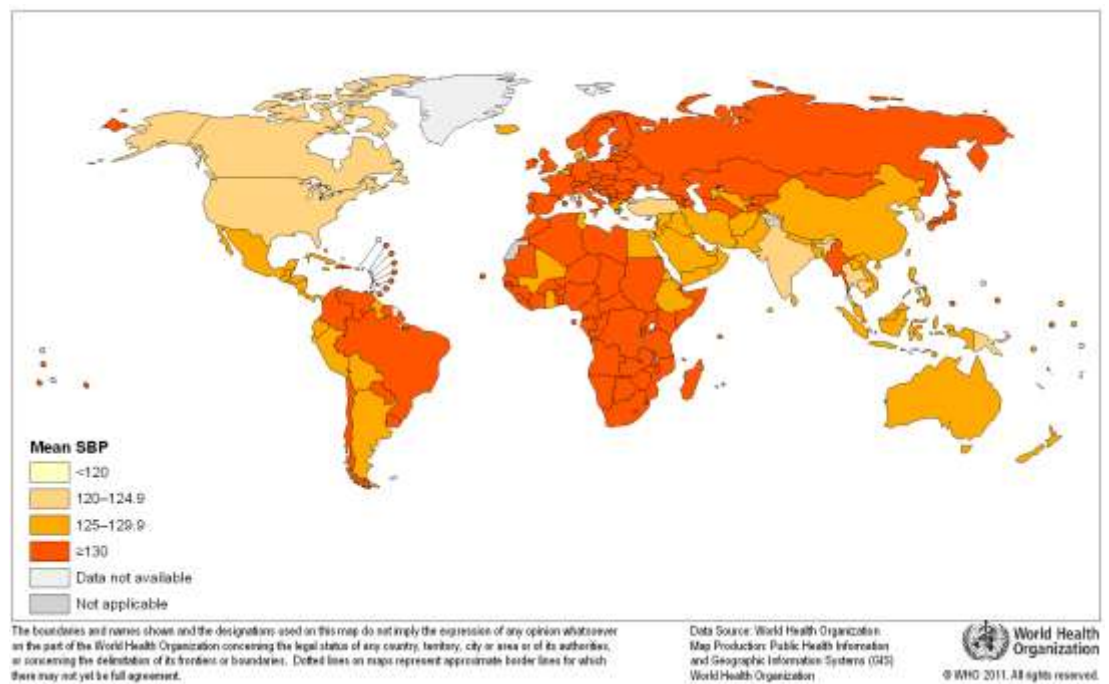 Mean SBP
<120
120–124.9
125–129.9
≥130
Data not available
Not applicable
The boundaries and names shown and the designations used on this map do not imply the expression of any opinion whatsoever
on the part of the World Health Organization concerning the legal status of any country, territory, city or area or of its authorities,
or concerning the delimitation of its frontiers or boundaries. Dotted lines on maps represent approximate border lines for which
there may not yet be full agreement.
Data Source: World Health Organization
Map Production: Public Health Information
and Geographic Information Systems (GIS)
World Health Organization
World Health
Organization
© WHO 2011. All rights reserved.